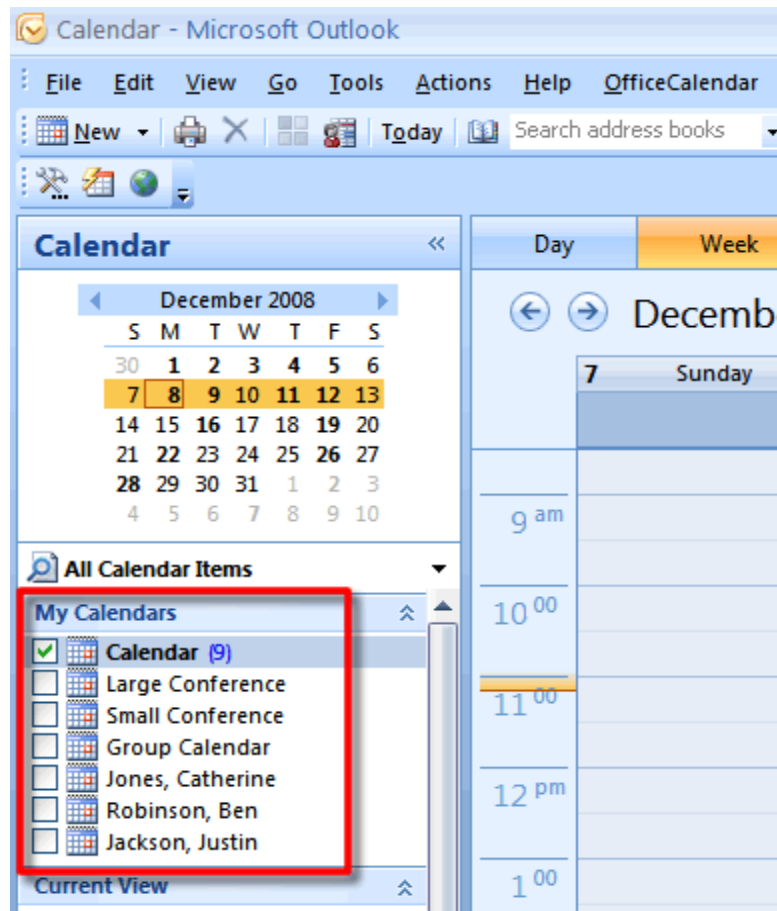 Calendar - Microsoft Outlook
File Edit View Go Tools Actions Help OfficeCalendar
New Today Search address books
Calendar
December 2008
S M T W T F S
30 1 2 3 4 5 6
7 8 9 10 11 12 13
14 15 16 17 18 19 20
21 22 23 24 25 26 27
28 29 30 31 1 2 3
4 5 6 7 8 9 10
All Calendar Items
My Calendars
Calendar (9)
Large Conference
Small Conference
Group Calendar
Jones, Catherine
Robinson, Ben
Jackson, Justin
Current View
Day Week
Decemb
7 Sunday
9 am
10 00
11 00
12 pm
1 00